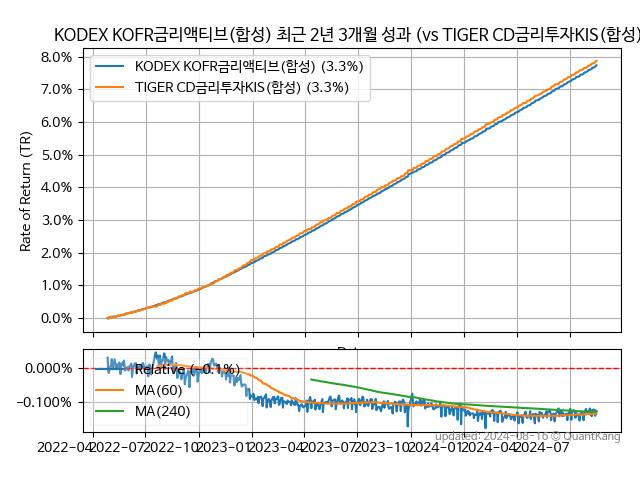 KODEX KOFR금리액티브(합성) 최근 2년 3개월 성과 (vs TIGER CD금리투자KIS(합성)
8.0%
7.0%
6.0%
5.0%
4.0%
3.0%
2.0%
1.0%
0.0%
Rate of Return (TR)
KODEX KOFR금리액티브(합성) (3.3%)
TIGER CD금리투자KIS(합성) (3.3%)
0.000%
−0.100%
Relative (−0.1%)
MA(60)
MA(240)
updated: 2024-08-16 © QuantKang
2022-04 2022-07 2022-10 2023-01 2023-04 2023-07 2023-10 2024-01 2024-04 2024-07